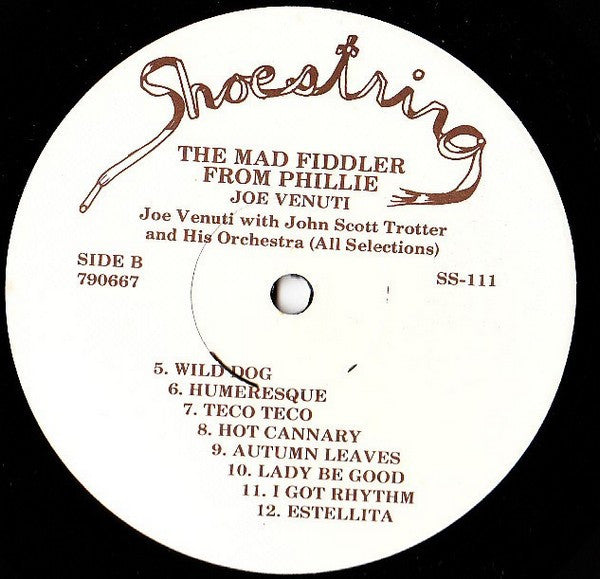 Shoestring
THE MAD FIDDLER
FROM PHILLIE
JOE VENUTI
Joe Venuti with John Scott Trotter
and His Orchestra (All Selections)
SIDE B
790667
SS-111
5. WILD DOG
6. HUMERESQUE
7. TECO TECO
8. HOT CANNARY
9. AUTUMN LEAVES
10. LADY BE GOOD
11. I GOT RHYTHM
12. ESTELLITA